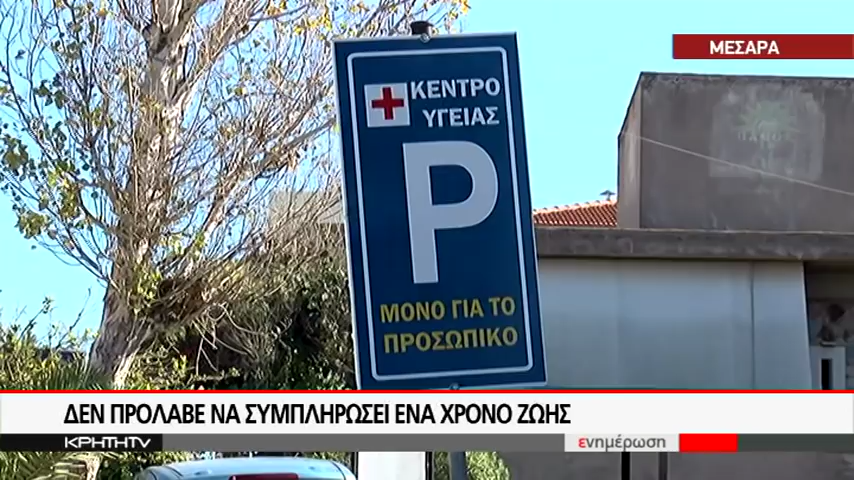 ΜΕΣΑΡΑ
ΚΕΝΤΡΟ
ΥΓΕΙΑΣ
P
ΜΟΝΟ ΓΙΑ ΤΟ
ΠΡΟΣΩΠΙΚΟ
ΔΕΝ ΠΡΟΛΑΒΕ ΝΑ ΣΥΜΠΛΗΡΩΣΕΙ ΕΝΑ ΧΡΟΝΟ ΖΩΗΣ
ΚΡΗΤΗTV
ενημέρωση